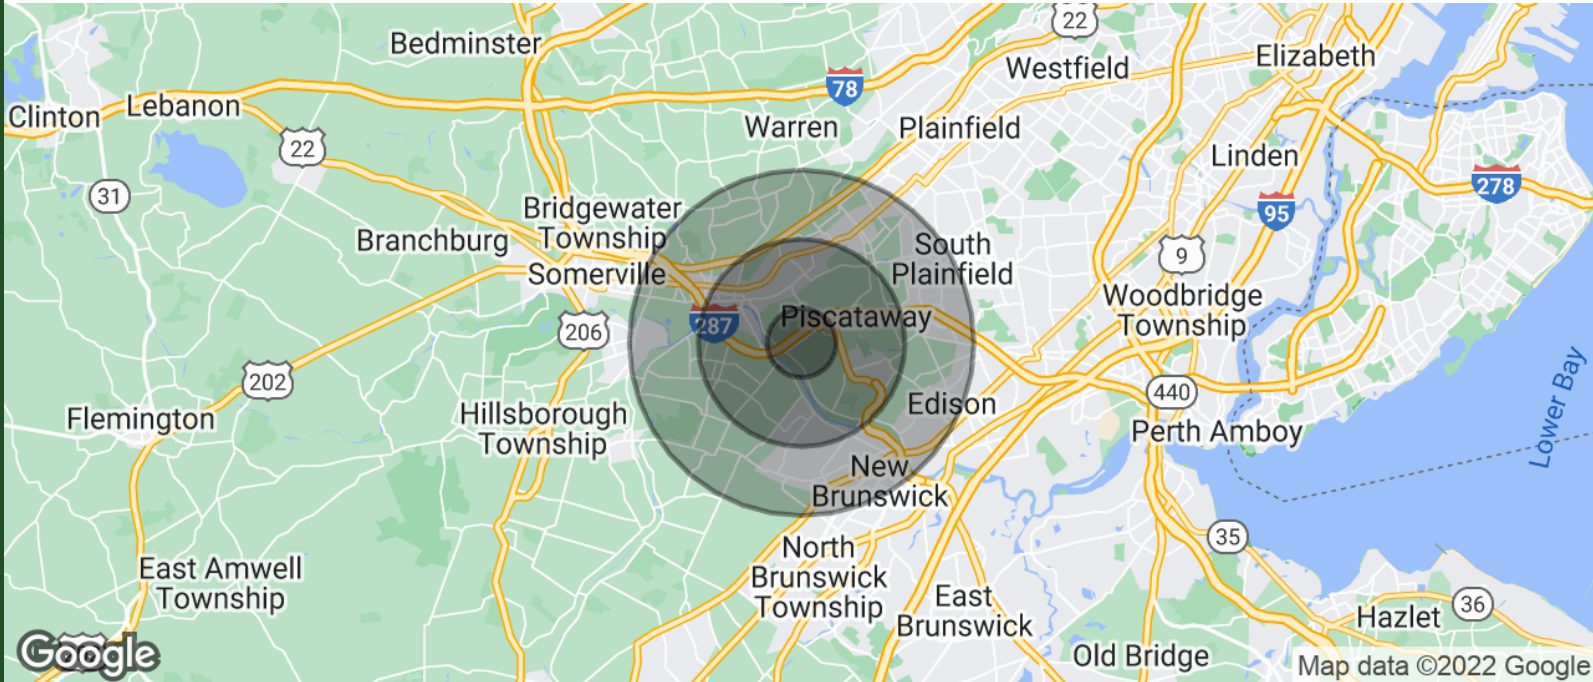 Bedminster
22
Elizabeth
Westfield
78
Clinton
Lebanon
Warren
Plainfield
22
Linden
31
278
95
Bridgewater
Township
Branchburg
South
Plainfield
9
Somerville
Woodbridge
Township
287
Piscataway
206
202
440
Lower Bay
Flemington
Hillsborough
Township
Edison
Perth Amboy
New
Brunswick
35
North
Brunswick
Township
East Amwell
Township
East
Brunswick
Hazlet
36
Old Bridge
Google
Map data ©2022 Google